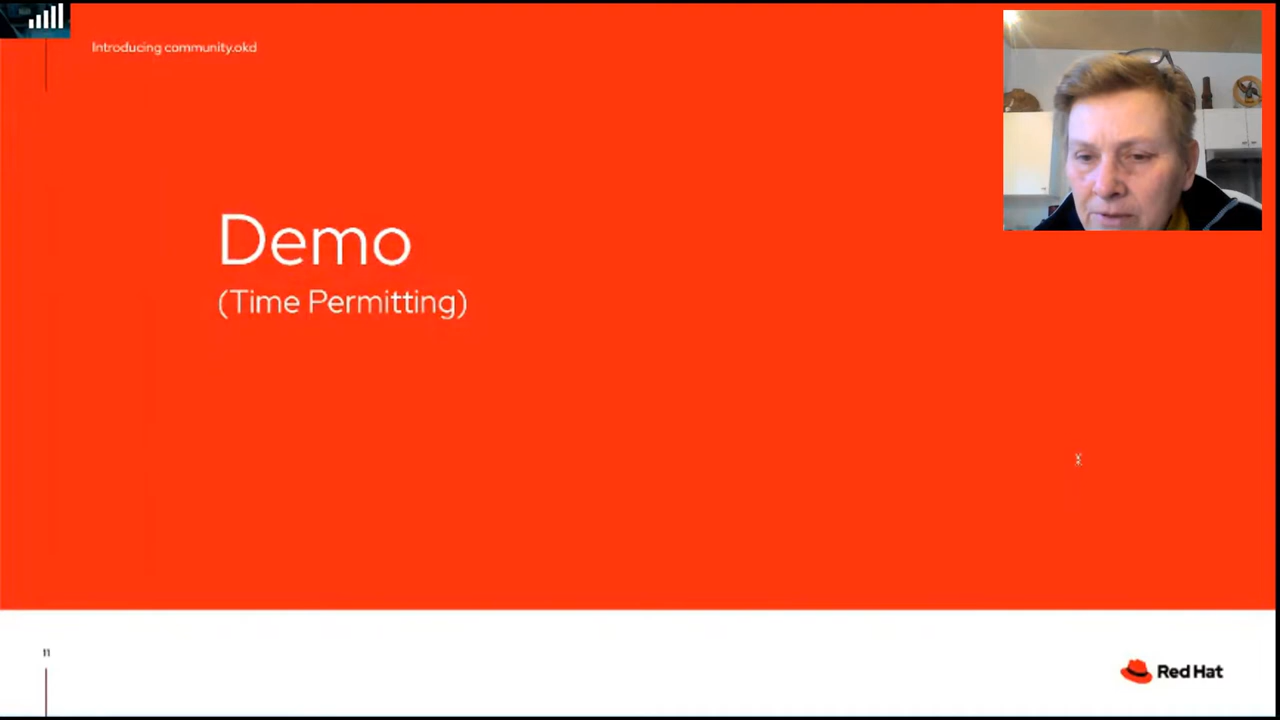 Introducing community.okd
Demo
(Time Permitting)
11
Red Hat